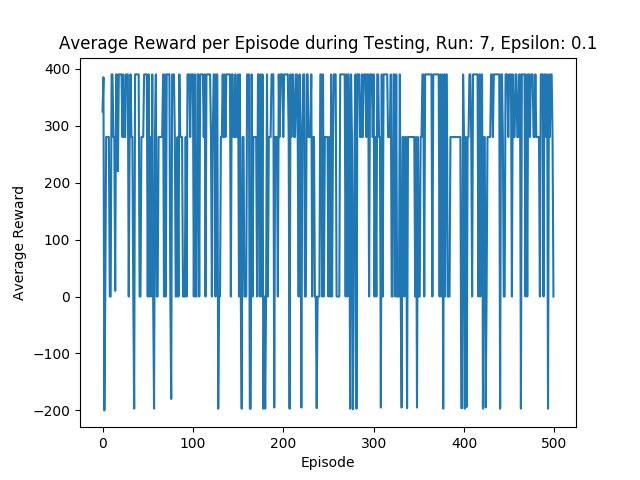 Average Reward per Episode during Testing, Run: 7, Epsilon: 0.1
400
300
200
100
0
−100
−200
Average Reward
0 100 200 300 400 500
Episode